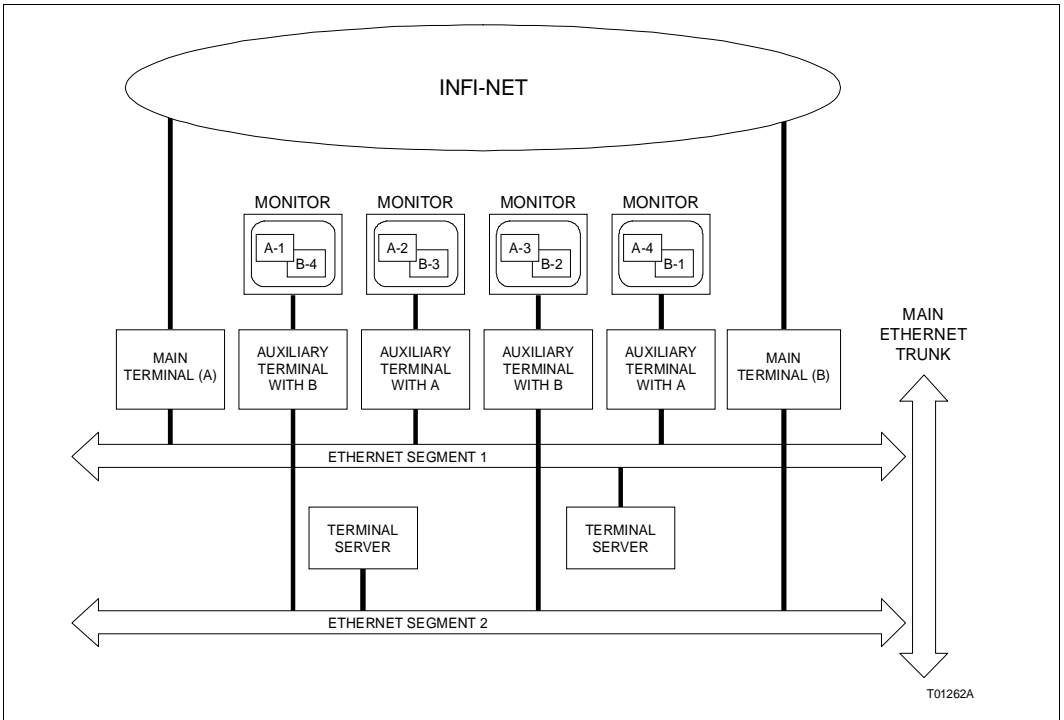 INFI-NET
MONITOR
MONITOR
MONITOR
MONITOR
A-1
B-4
A-2
B-3
A-3
B-2
A-4
B-1
MAIN
TERMINAL (A)
AUXILIARY
TERMINAL
WITH B
AUXILIARY
TERMINAL
WITH A
AUXILIARY
TERMINAL
WITH B
AUXILIARY
TERMINAL
WITH A
MAIN
TERMINAL (B)
MAIN
ETHERNET
TRUNK
ETHERNET SEGMENT 1
TERMINAL
SERVER
TERMINAL
SERVER
ETHERNET SEGMENT 2
T01262A